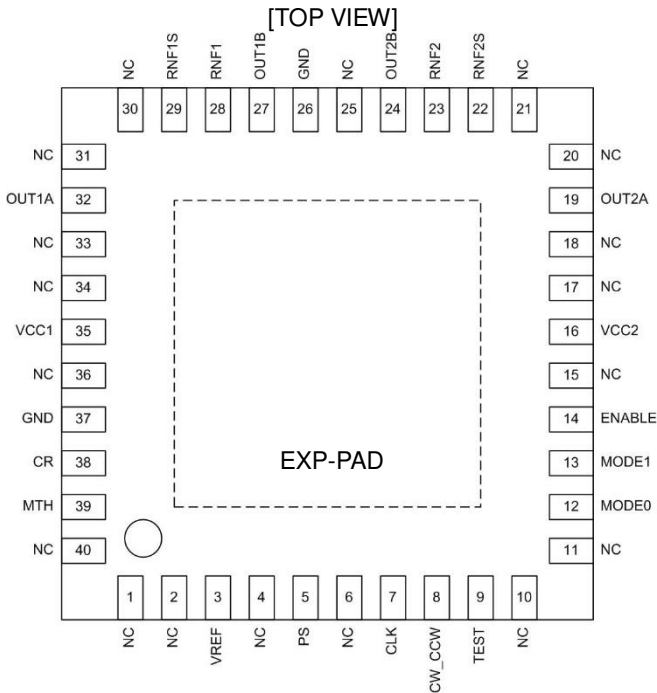 [TOP VIEW]
NC RNF1S RNF1 OUT1B GND NC OUT2B RNF2 RNF2S NC
30 29 28 27 26 25 24 23 22 21
NC 31 20 NC
OUT1A 32 19 OUT2A
NC 33 18 NC
NC 34 17 NC
VCC1 35 16 VCC2
NC 36 15 NC
GND 37 14 ENABLE
CR 38 EXP-PAD 13 MODE1
MTH 39 12 MODE0
NC 40 11 NC
1 2 3 4 5 6 7 8 9 10
NC NC VREF NC PS NC CLK CW_CCW TEST NC